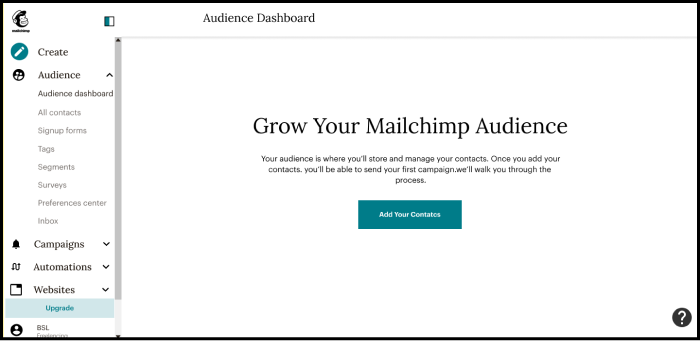 mailchimp
Audience Dashboard
Create
Audience
Audience dashboard
All contacts
Signup forms
Tags
Segments
Surveys
Preferences center
Inbox
Campaigns
Automations
Websites
Upgrade
BSL
Freelencing
Grow Your Mailchimp Audience
Your audience is where you'll store and manage your contacts. Once you add your
contacts. you'll be able to send your first campaign.we'll walk you through the
process.
Add Your Contatcs
?